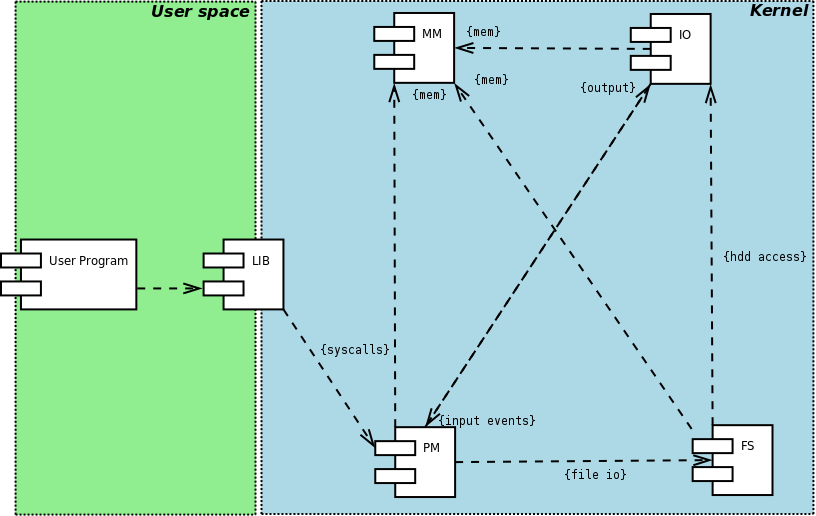 User space
Kernel
MM
{mem}
IO
{mem}
{output}
{mem}
User Program
LIB
{hdd access}
{syscalls}
{input events}
PM
FS
{file io}